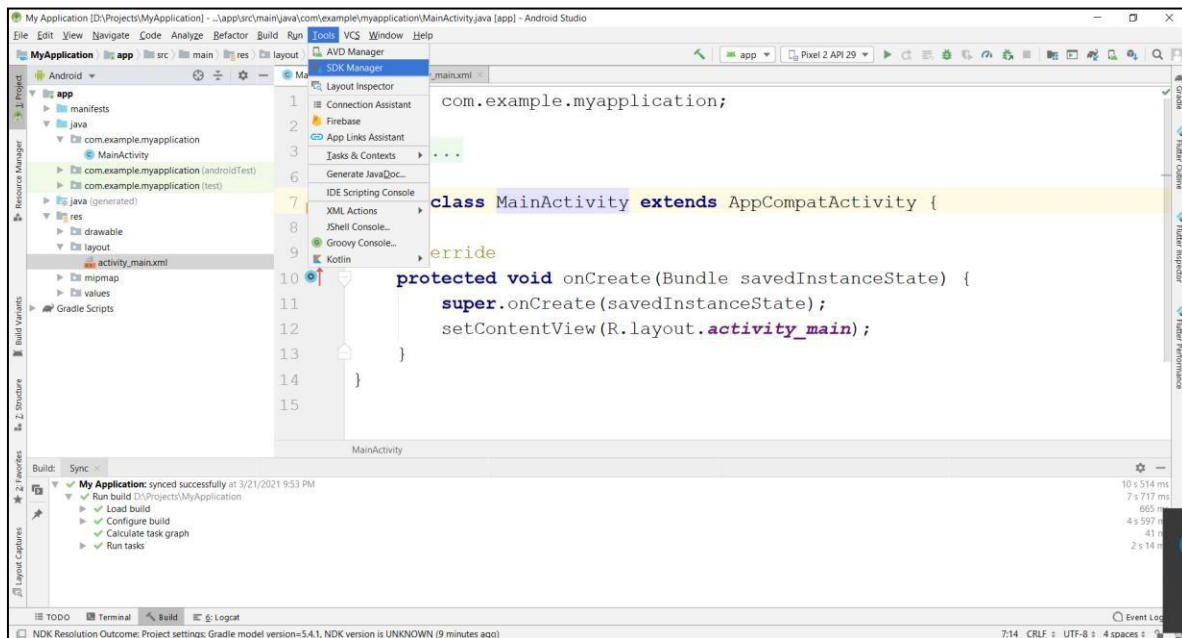 My Application [D:\Projects\MyApplication] - ...\app\src\main\java\com\example\myapplication\MainActivity.java [app] - Android Studio
File Edit View Navigate Code Analyze Refactor Build Run Tools VCS Window Help
MyApplication app src main res layout
app Pixel 2 API 29
AVD Manager
SDK Manager
Layout Inspector
Connection Assistant
Firebase
App Links Assistant
Tasks & Contexts
Generate JavaDoc...
IDE Scripting Console
XML Actions
JShell Console...
Groovy Console...
Kotlin
1: Project
Resource Manager
Build Variants
Z: Structure
2: Favorites
Layout Captures
Android
app
manifests
java
com.example.myapplication
MainActivity
com.example.myapplication (androidTest)
com.example.myapplication (test)
java (generated)
res
drawable
layout
activity_main.xml
mipmap
values
Gradle Scripts
Ma
_main.xml
1 com.example.myapplication;
2
3 ...
6
7 class MainActivity extends AppCompatActivity {
8
9 erride
10 protected void onCreate(Bundle savedInstanceState) {
11 super.onCreate(savedInstanceState);
12 setContentView(R.layout.activity_main);
13 }
14 }
15
MainActivity
Gradle
Flutter Outline
Flutter Inspector
Flutter Performance
Build: Sync
My Application: synced successfully at 3/21/2021 9:53 PM 10 s 514 ms
Run build D:\Projects\MyApplication 7 s 717 ms
Load build 665 m
Configure build 4 s 597 m
Calculate task graph 41 m
Run tasks 2 s 14 m
TODO Terminal Build 6: Logcat Event Log
NDK Resolution Outcome: Project settings: Gradle model version=5.4.1, NDK version is UNKNOWN (9 minutes ago) 7:14 CRLF UTF-8 4 spaces